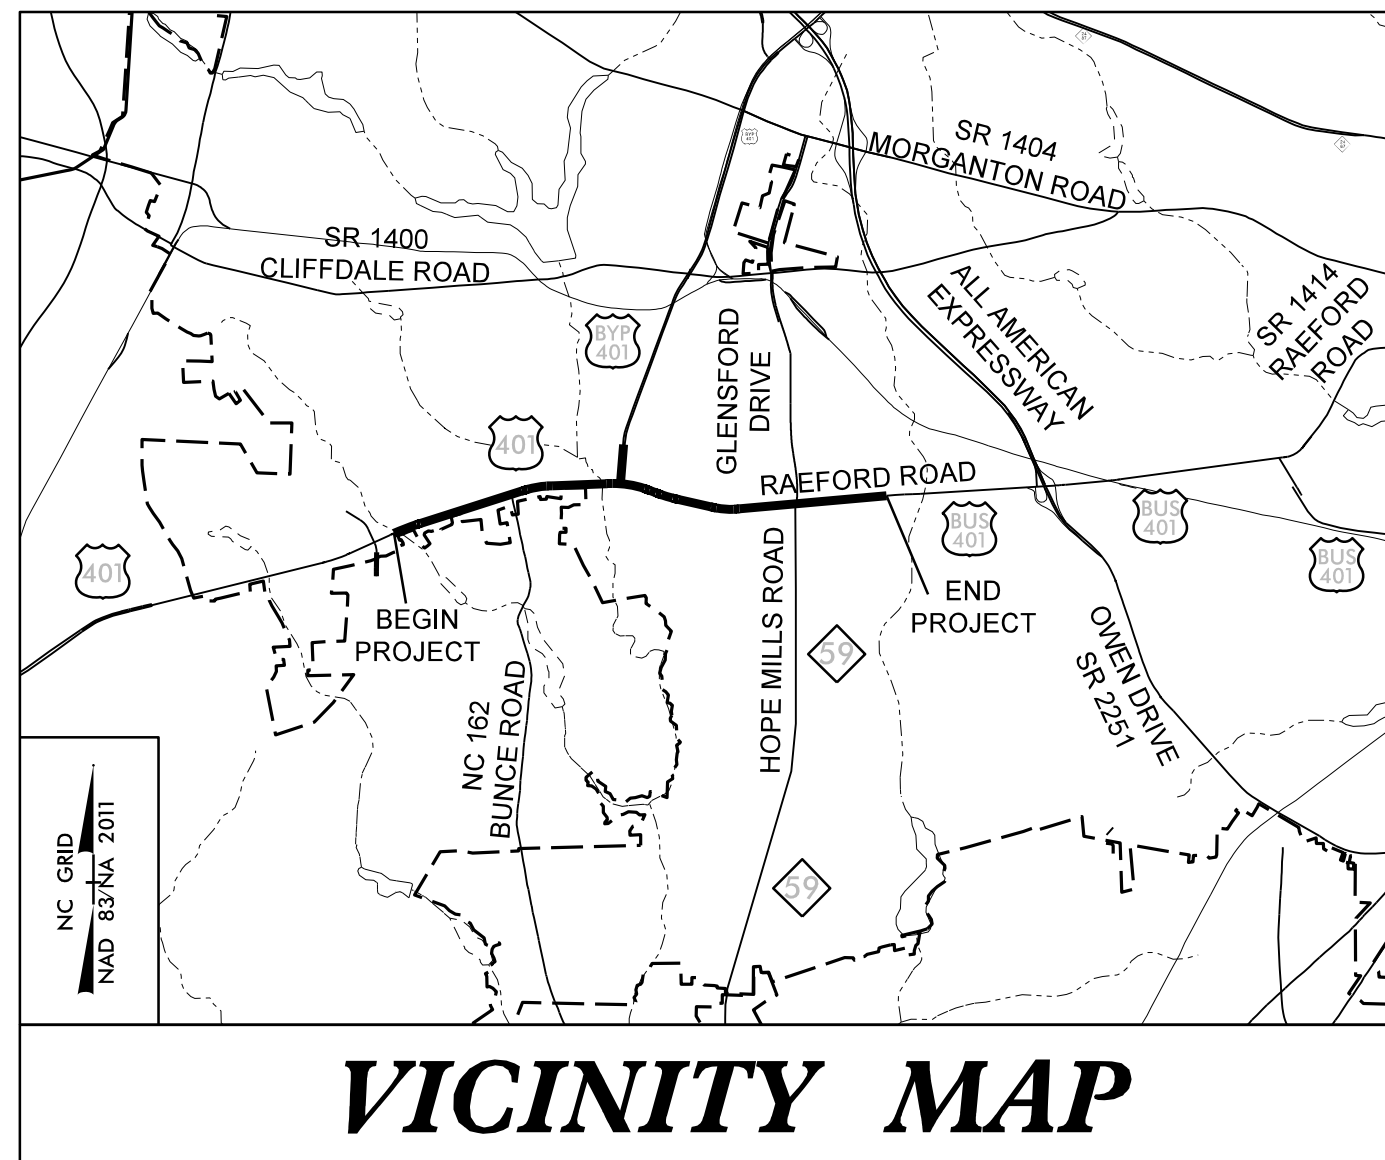 SR 1404
MORGANTON ROAD
BYP
401
SR 1400
CLIFFDALE ROAD
ALL AMERICAN
EXPRESSWAY
SR 1414
RAEFORD
ROAD
BYP
401
GLENSFORD
DRIVE
401
RAEFORD ROAD
BUS
401
BUS
401
BUS
401
401
BEGIN
PROJECT
END
PROJECT
HOPE MILLS ROAD
59
OWEN DRIVE
SR 2251
NC 162
BUNCE ROAD
59
NC GRID
NAD 83/NA 2011
VICINITY MAP